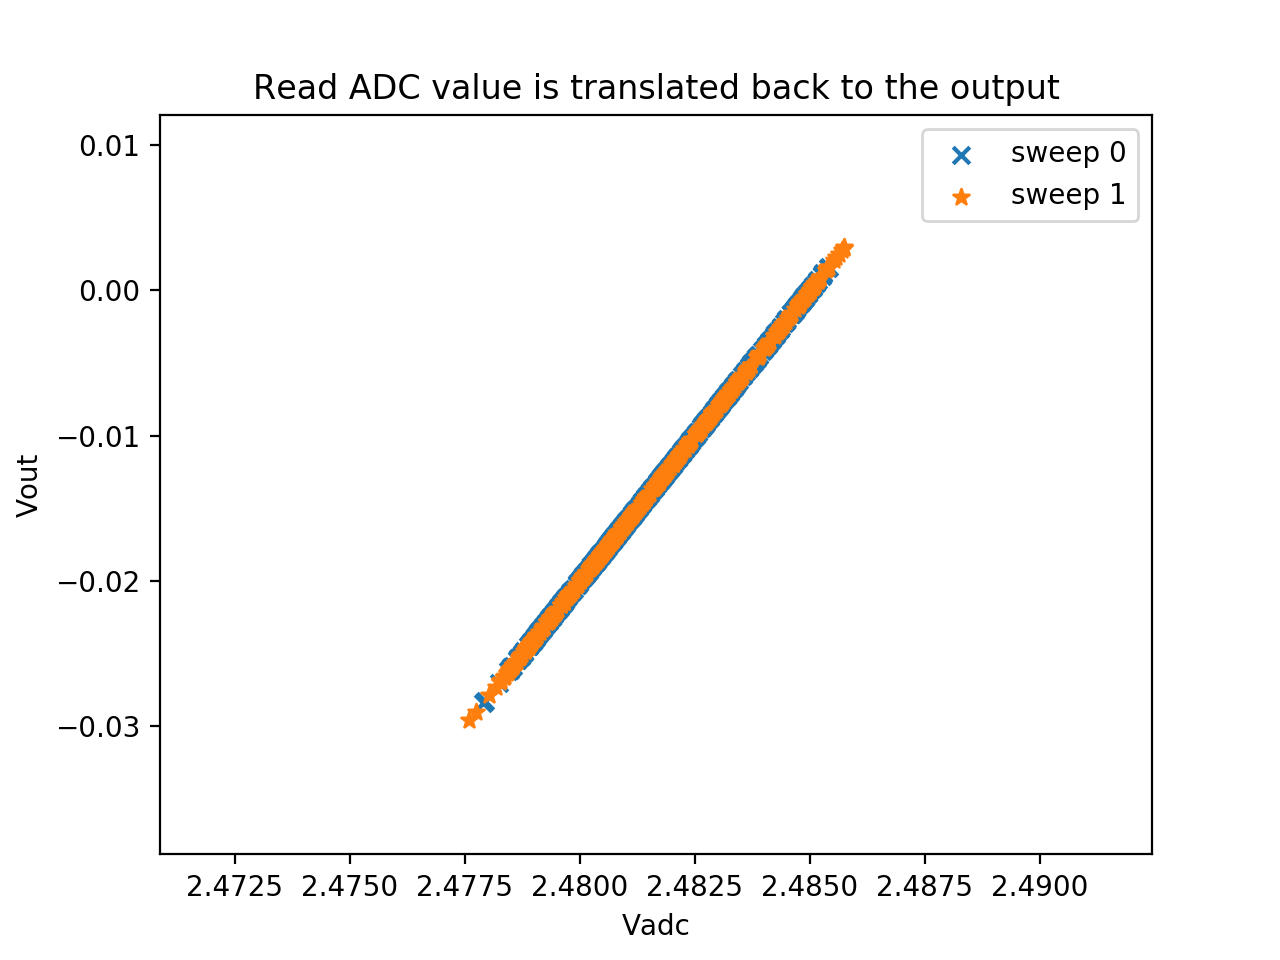 Read ADC value is translated back to the output
sweep 0
sweep 1
0.01
0.00
−0.01
−0.02
−0.03
Vout
2.4725 2.4750 2.4775 2.4800 2.4825 2.4850 2.4875 2.4900
Vadc